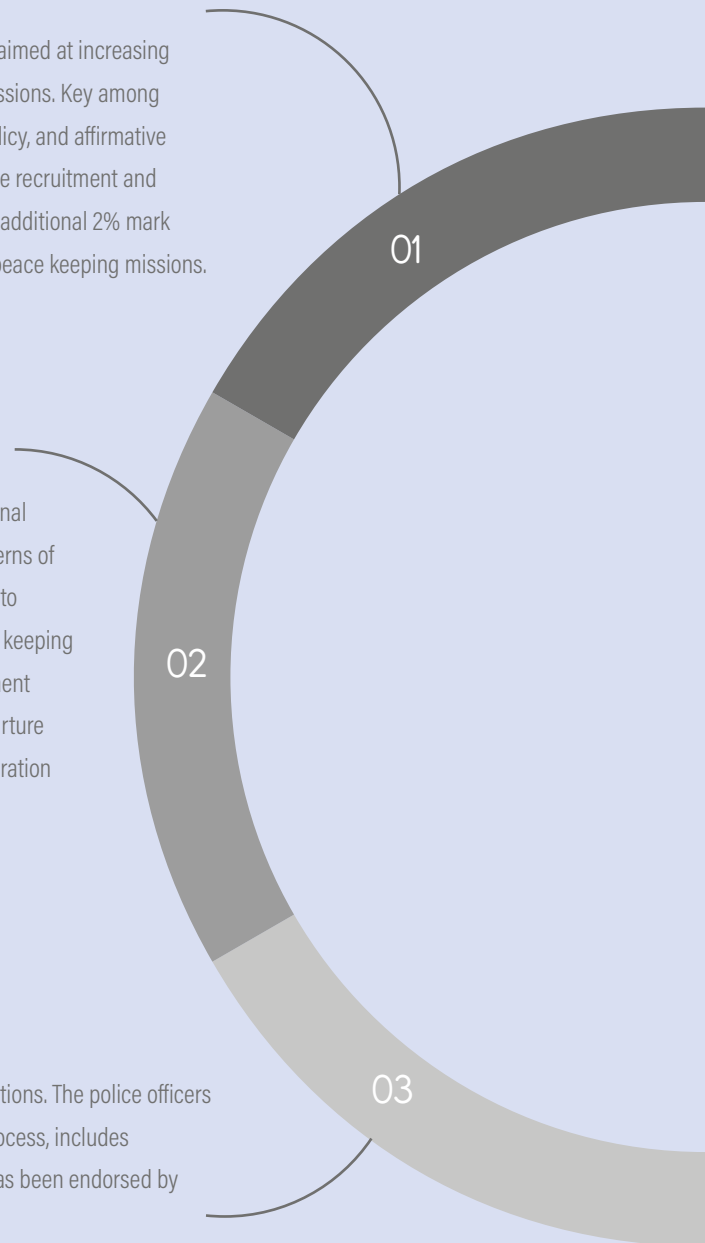 aimed at increasing
ssions. Key among
licy, and affirmative
e recruitment and
additional 2% mark
peace keeping missions.
01
nal
erns of
to
keeping
nent
rture
ration
02
03
tions. The police officers
ocess, includes
as been endorsed by